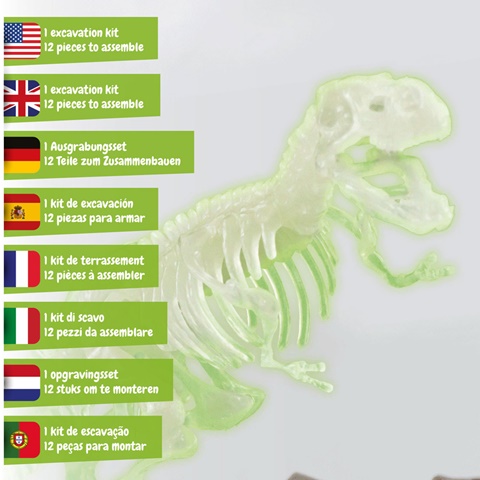 1 excavation kit
12 pieces to assemble
1 excavation kit
12 pieces to assemble
1 Ausgrabungsset
12 Teile zum Zusammenbauen
1 kit de excavación
12 piezas para armar
1 kit de terrassement
12 pièces à assembler
1 kit di scavo
12 pezzi da assemblare
1 opgravingsset
12 stuks om te monteren
1 kit de escavação
12 peças para montar